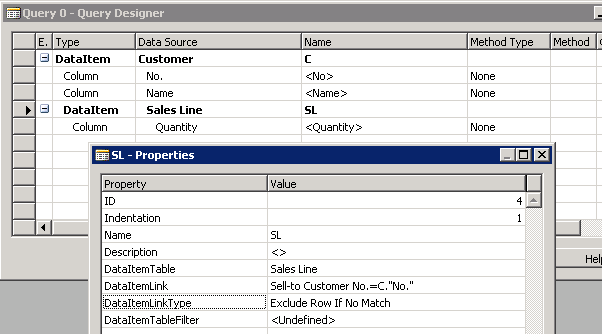 Query 0 - Query Designer
E. Type Data Source Name Method Type Method
DataItem Customer C
Column No. <No> None
Column Name <Name> None
DataItem Sales Line SL
Column Quantity <Quantity> None
SL - Properties
Property Value
ID 4
Indentation 1
Name SL
Description <>
DataItemTable Sales Line
DataItemLink Sell-to Customer No.=C."No."
DataItemLinkType Exclude Row If No Match
DataItemTableFilter <Undefined>
Help